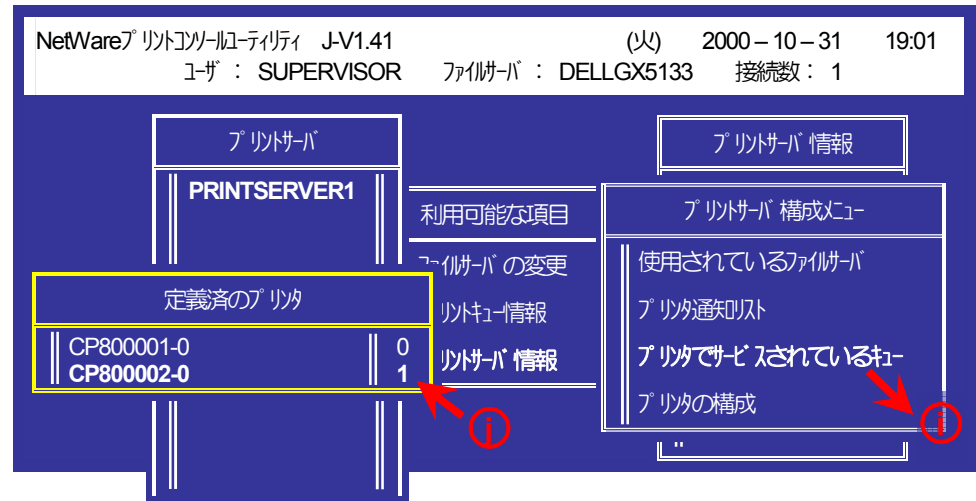 NetWareプリントコンソールユーティリティ J-V1.41 (火) 2000 – 10 – 31 19:01
ユーザ : SUPERVISOR ファイルサーバ : DELLGX5133 接続数 : 1
プリントサーバ
PRINTSERVER1
定義済のプリンタ
CP800001-0 0
CP800002-0 1
利用可能な項目
ファイルサーバの変更
リントキュー情報
リントサーバ情報
プリントサーバ情報
プリントサーバ構成メニュー
使用されているファイルサーバ
プリンタ通知リスト
プリンタでサービスされているキュー
プリンタの構成
i
i